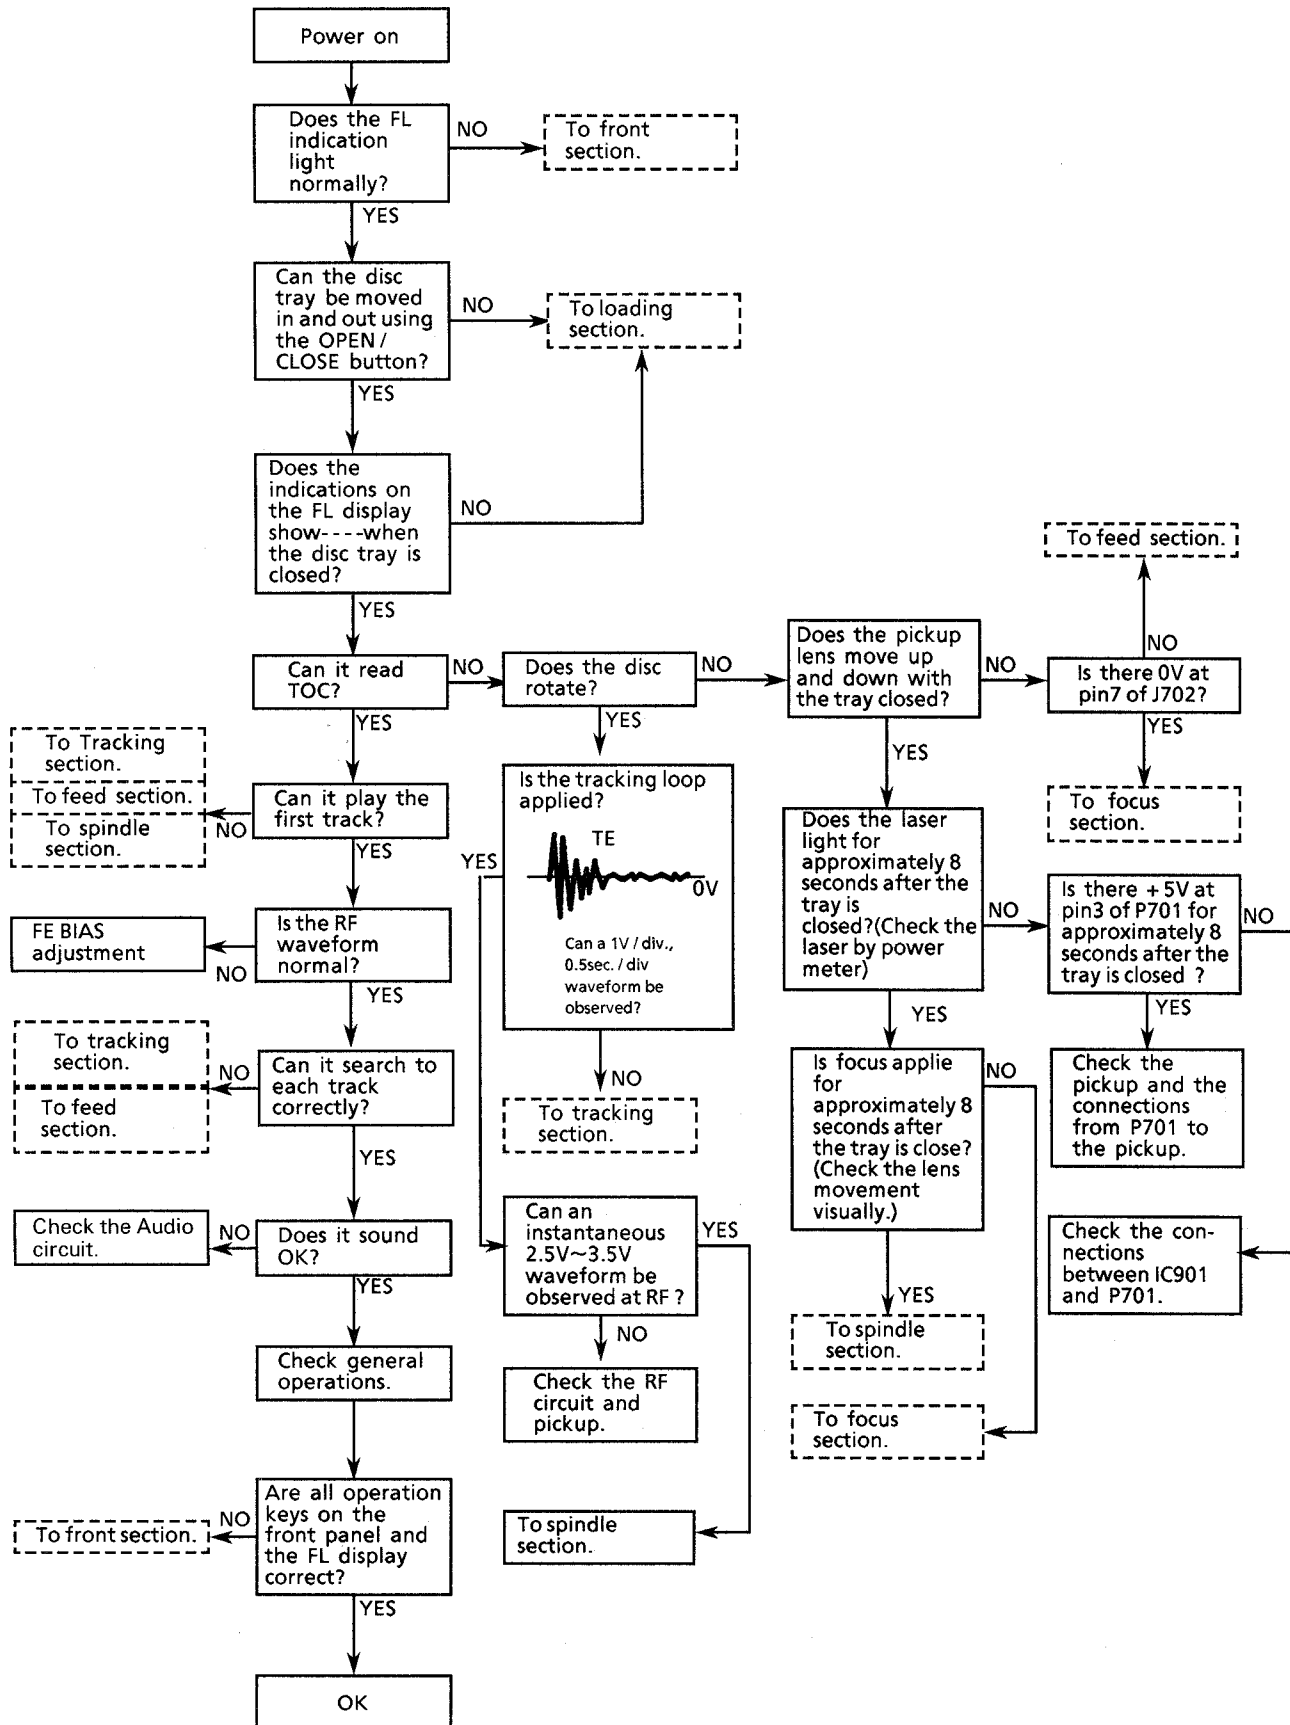 Power on
Does the FL
indication
light
normally?
NO
To front
section.
YES
Can the disc
tray be moved
in and out using
the OPEN /
CLOSE button?
NO
To loading
section.
YES
Does the
indications on
the FL display
show----when
the disc tray is
closed?
NO
YES
Can it read
TOC?
NO
Does the disc
rotate?
NO
Does the pickup
lens move up
and down with
the tray closed?
NO
Is there 0V at
pin7 of J702?
NO
To feed section.
YES
To focus
section.
YES
YES
YES
To Tracking
section.
To feed section.
To spindle
section.
NO
Can it play the
first track?
YES
Is the tracking loop
applied?
TE
0V
Can a 1V / div.,
0.5sec. / div
waveform be
observed?
YES
NO
To tracking
section.
Does the laser
light for
approximately 8
seconds after the
tray is
closed?(Check the
laser by power
meter)
NO
Is there +5V at
pin3 of P701 for
approximately 8
seconds after the
tray is closed ?
NO
YES
YES
FE BIAS
adjustment
NO
Is the RF
waveform
normal?
YES
To tracking
section.
To feed
section.
NO
Can it search to
each track
correctly?
YES
Is focus applie
for
approximately 8
seconds after
the tray is close?
(Check the lens
movement
visually.)
NO
YES
Check the
pickup and the
connections
from P701 to
the pickup.
Check the con-
nections
between IC901
and P701.
Check the Audio
circuit.
NO
Does it sound
OK?
YES
Can an
instantaneous
2.5V~3.5V
waveform be
observed at RF ?
YES
NO
Check the RF
circuit and
pickup.
To spindle
section.
To focus
section.
Check general
operations.
To front section.
NO
Are all operation
keys on the
front panel and
the FL display
correct?
YES
To spindle
section.
OK